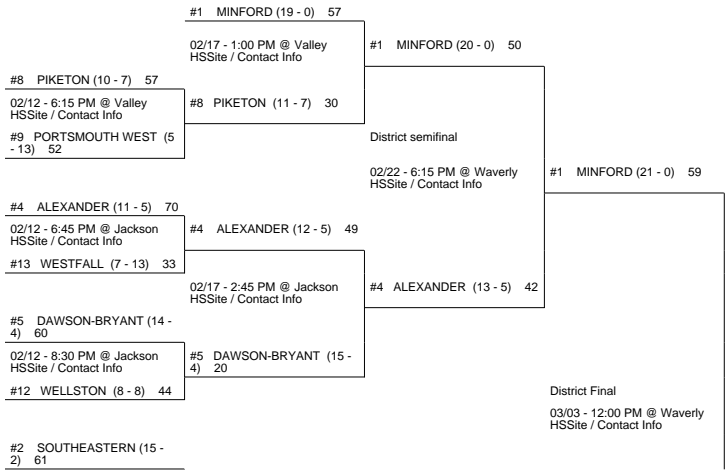 #1 MINFORD (19 - 0) 57
02/17 - 1:00 PM @ Valley
HSSite / Contact Info
#1 MINFORD (20 - 0) 50
#8 PIKETON (10 - 7) 57
02/12 - 6:15 PM @ Valley
HSSite / Contact Info
#8 PIKETON (11 - 7) 30
#9 PORTSMOUTH WEST (5
- 13) 52
District semifinal
02/22 - 6:15 PM @ Waverly
HSSite / Contact Info
#1 MINFORD (21 - 0) 59
#4 ALEXANDER (11 - 5) 70
02/12 - 6:45 PM @ Jackson
HSSite / Contact Info
#4 ALEXANDER (12 - 5) 49
#13 WESTFALL (7 - 13) 33
02/17 - 2:45 PM @ Jackson
HSSite / Contact Info
#4 ALEXANDER (13 - 5) 42
#5 DAWSON-BRYANT (14 -
4) 60
02/12 - 8:30 PM @ Jackson
HSSite / Contact Info
#5 DAWSON-BRYANT (15 -
4) 20
#12 WELLSTON (8 - 8) 44
District Final
03/03 - 12:00 PM @ Waverly
HSSite / Contact Info
#2 SOUTHEASTERN (15 -
2) 61